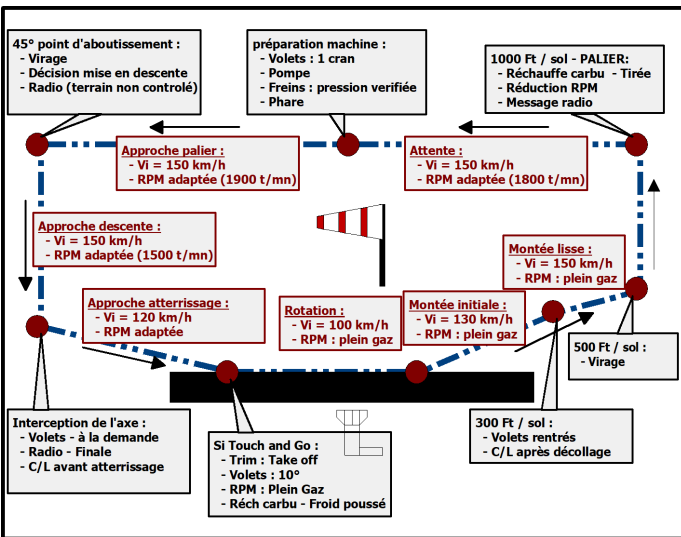 45° point d'aboutissement :
- Virage
- Décision mise en descente
- Radio (terrain non controlé)
préparation machine :
- Volets : 1 cran
- Pompe
- Freins : pression verifiée
- Phare
1000 Ft / sol - PALIER:
- Réchauffe carbu - Tirée
- Réduction RPM
- Message radio
Approche palier :
- Vi = 150 km/h
- RPM adaptée (1900 t/mn)
Attente :
- Vi = 150 km/h
- RPM adaptée (1800 t/mn)
Approche descente :
- Vi = 150 km/h
- RPM adaptée (1500 t/mn)
Montée lisse :
- Vi = 150 km/h
- RPM : plein gaz
Approche atterrissage :
- Vi = 120 km/h
- RPM adaptée
Rotation :
- Vi = 100 km/h
- RPM : plein gaz
Montée initiale :
- Vi = 130 km/h
- RPM : plein gaz
500 Ft / sol :
- Virage
Interception de l'axe :
- Volets - à la demande
- Radio - Finale
- C/L avant atterrissage
Si Touch and Go :
- Trim : Take off
- Volets : 10°
- RPM : Plein Gaz
- Réch carbu - Froid poussé
300 Ft / sol :
- Volets rentrés
- C/L après décollage